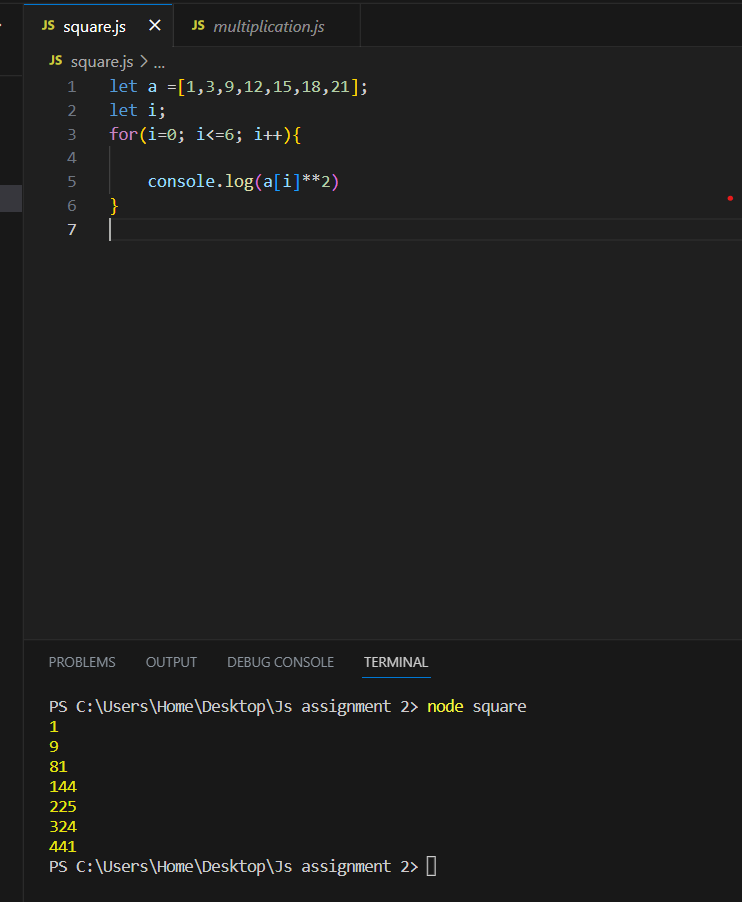 JS square.js × JS multiplication.js
JS square.js > ...
1 let a =[1,3,9,12,15,18,21];
2 let i;
3 for(i=0; i<=6; i++){
4
5 console.log(a[i]**2)
6 }
7
PROBLEMS OUTPUT DEBUG CONSOLE TERMINAL
PS C:\Users\Home\Desktop\Js assignment 2> node square
1
9
81
144
225
324
441
PS C:\Users\Home\Desktop\Js assignment 2>